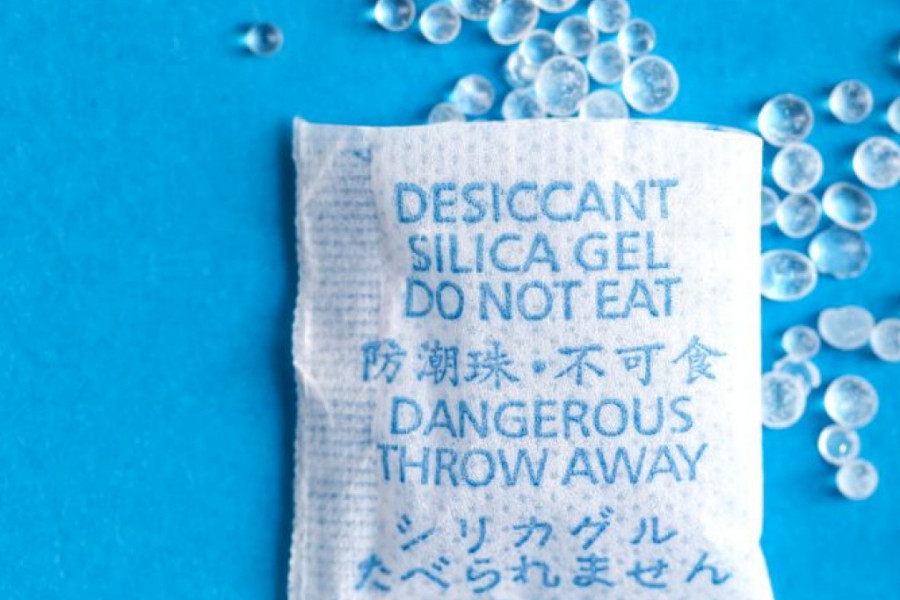 DESICCANT
SILICA GEL
DO NOT EAT
防潮珠·不可食
DANGEROUS
THROW AWAY
シリカグル
たべられません